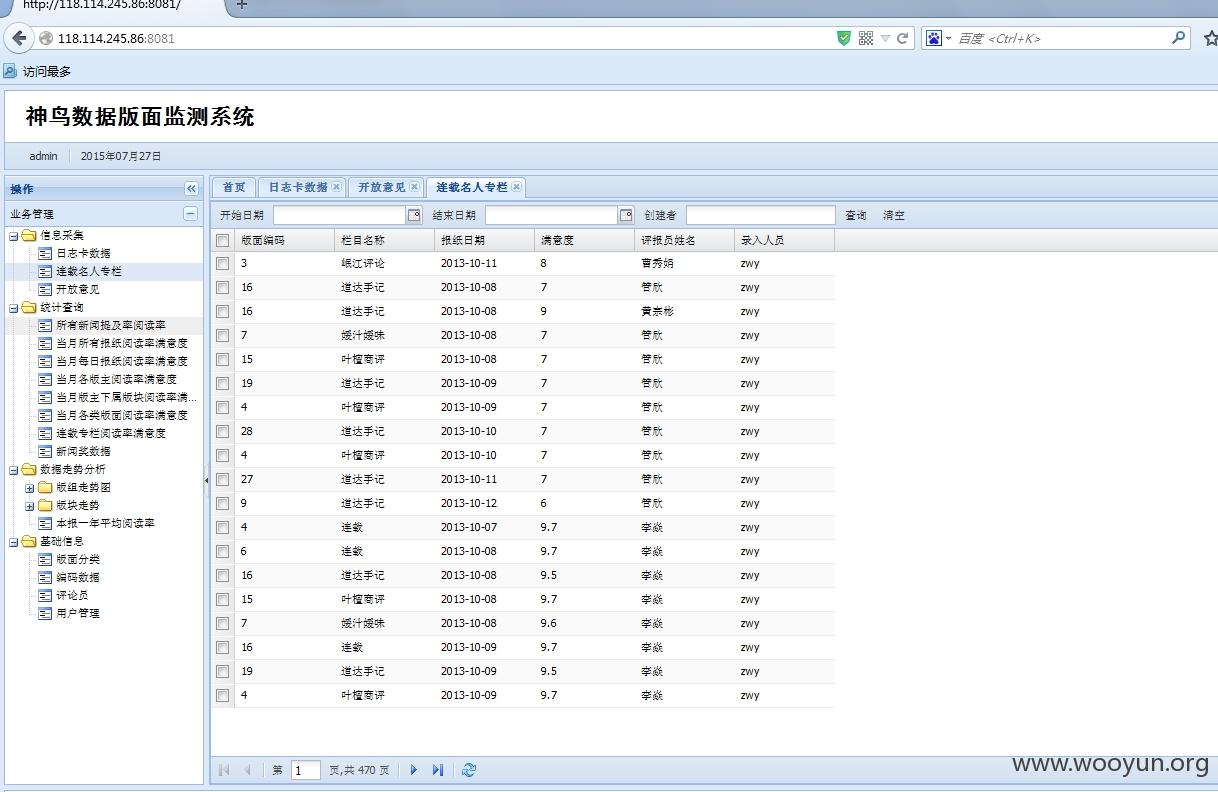 http://118.114.245.86:8081/
118.114.245.86:8081
百度 <Ctrl+K>
访问最多
神鸟数据版面监测系统
admin 2015年07月27日
操作
业务管理
信息采集
日志卡数据
连载名人专栏
开放意见
统计查询
所有新闻提及率阅读率
当月所有报纸阅读率满意度
当月每日报纸阅读率满意度
当月各版主阅读率满意度
当月版主下属版块阅读率满...
当月各类版面阅读率满意度
连载专栏阅读率满意度
新闻奖数据
数据走势分析
版组走势图
版块走势
本报一年平均阅读率
基础信息
版面分类
编码数据
评论员
用户管理
首页 日志卡数据 开放意见 连载名人专栏
开始日期 结束日期 创建者 查询 清空
版面编码 栏目名称 报纸日期 满意度 评报员姓名 录入人员
3 岷江评论 2013-10-11 8 曹秀娟 zwy
16 道达手记 2013-10-08 7 管欣 zwy
16 道达手记 2013-10-08 9 黄宗彬 zwy
7 媛汁媛味 2013-10-08 7 管欣 zwy
15 叶檀商评 2013-10-08 7 管欣 zwy
19 道达手记 2013-10-09 7 管欣 zwy
4 叶檀商评 2013-10-09 7 管欣 zwy
28 道达手记 2013-10-10 7 管欣 zwy
4 叶檀商评 2013-10-10 7 管欣 zwy
27 道达手记 2013-10-11 7 管欣 zwy
9 道达手记 2013-10-12 6 管欣 zwy
4 连载 2013-10-07 9.7 李焱 zwy
6 连载 2013-10-08 9.7 李焱 zwy
16 道达手记 2013-10-08 9.5 李焱 zwy
15 叶檀商评 2013-10-08 9.7 李焱 zwy
7 媛汁媛味 2013-10-08 9.6 李焱 zwy
16 连载 2013-10-09 9.7 李焱 zwy
19 道达手记 2013-10-09 9.5 李焱 zwy
4 叶檀商评 2013-10-09 9.7 李焱 zwy
第 1 页,共 470 页
www.wooyun.org